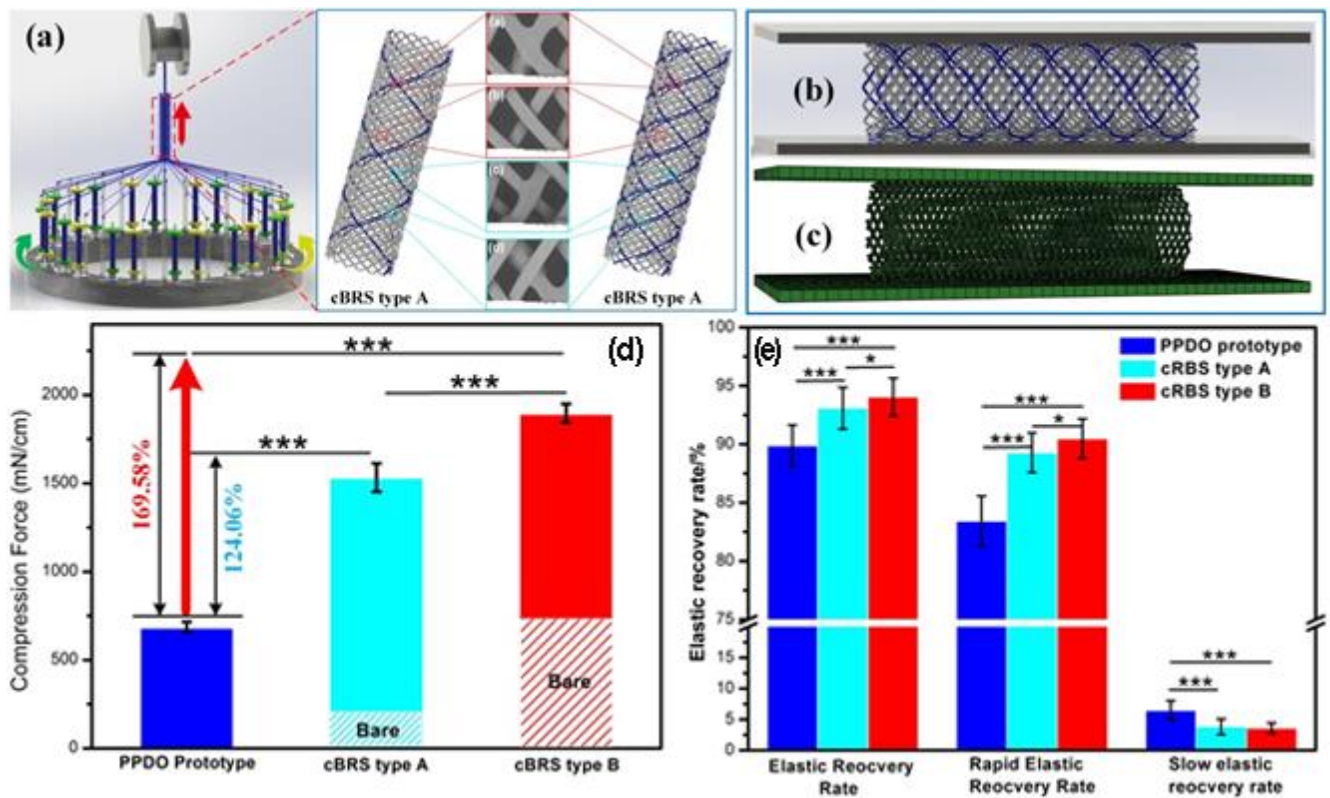 (a)
(a)
(b)
(c)
(d)
cBRS type A
cBRS type A
(b)
(c)
(d)
Compression Force (mN/cm)
2000
1500
1000
500
0
***
***
***
169.58%
124.06%
Bare
Bare
PPDO Prototype
cBRS type A
cBRS type B
(e)
Elastic recovery rate/%
100
95
90
85
80
75
15
10
5
0
PPDO prototype
cRBS type A
cRBS type B
***
***
*
***
***
*
***
***
Elastic Reocvery
Rate
Rapid Elastic
Reocvery Rate
Slow elastic
reocvery rate